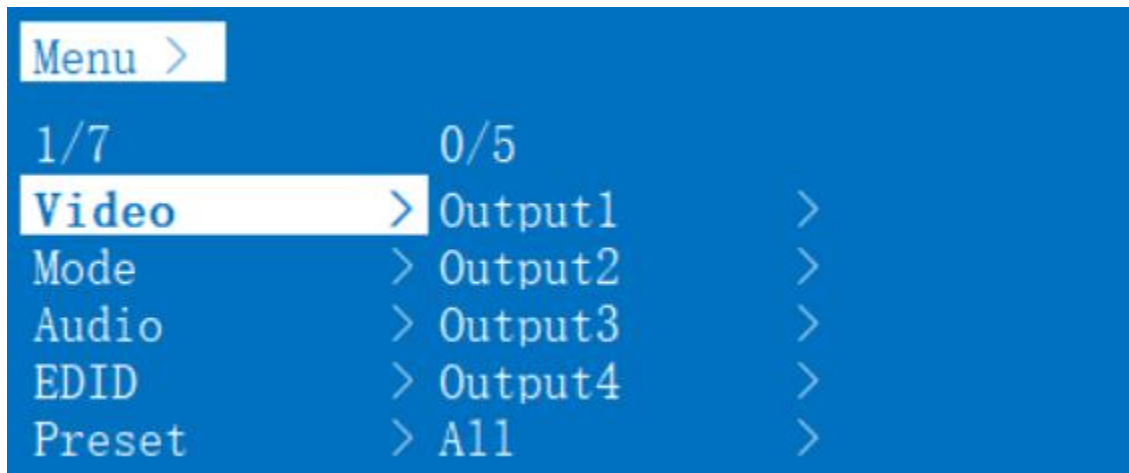 Menu >
1/7 0/5
Video > Output1 >
Mode > Output2 >
Audio > Output3 >
EDID > Output4 >
Preset > All >